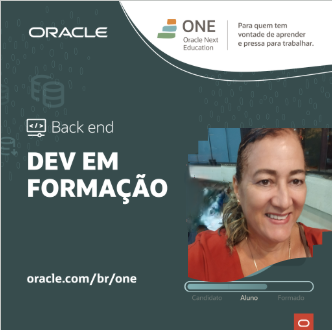 ORACLE
ONE
Oracle Next
Education
Para quem tem
vontade de aprender
e pressa para trabalhar.
</> Back end
DEV EM
FORMAÇÃO
oracle.com/br/one
Candidato Aluno Formado